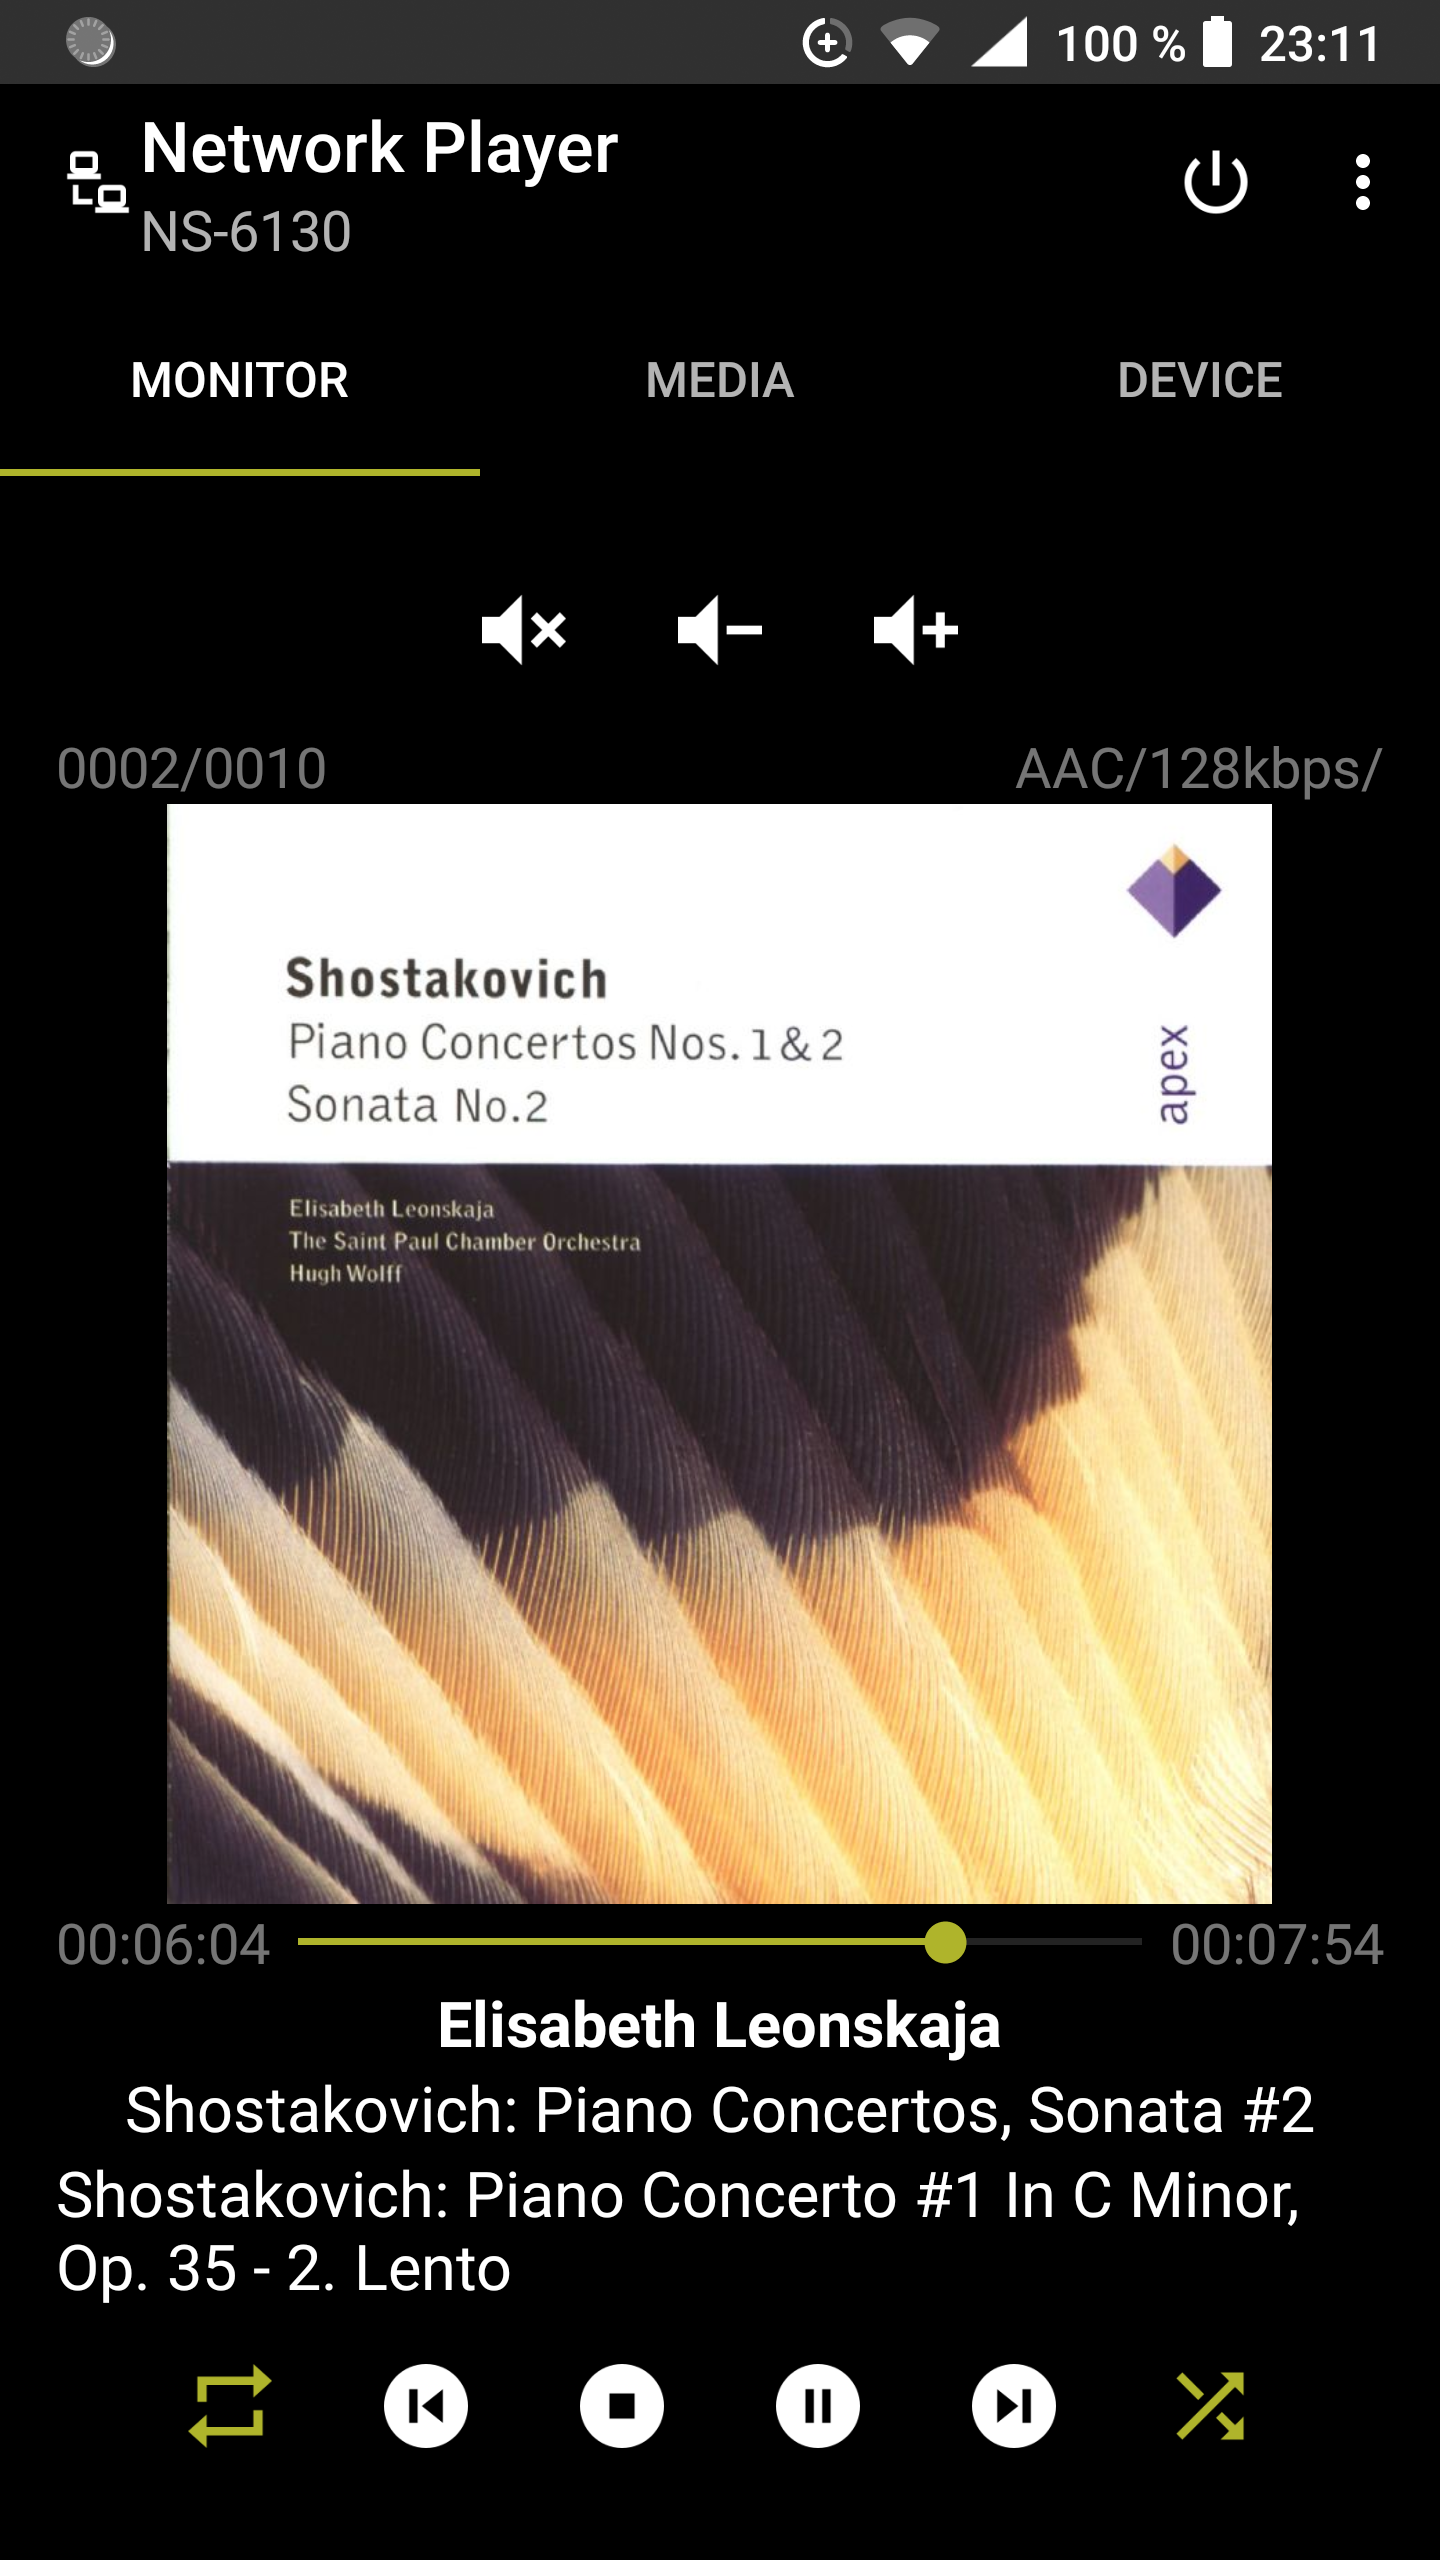 100 % 23:11
Network Player
NS-6130
MONITOR MEDIA DEVICE
0002/0010 AAC/128kbps/
Shostakovich
Piano Concertos Nos. 1 & 2
Sonata No.2
apex
Elisabeth Leonskaja
The Saint Paul Chamber Orchestra
Hugh Wolff
00:06:04 00:07:54
Elisabeth Leonskaja
Shostakovich: Piano Concertos, Sonata #2
Shostakovich: Piano Concerto #1 In C Minor,
Op. 35 - 2. Lento